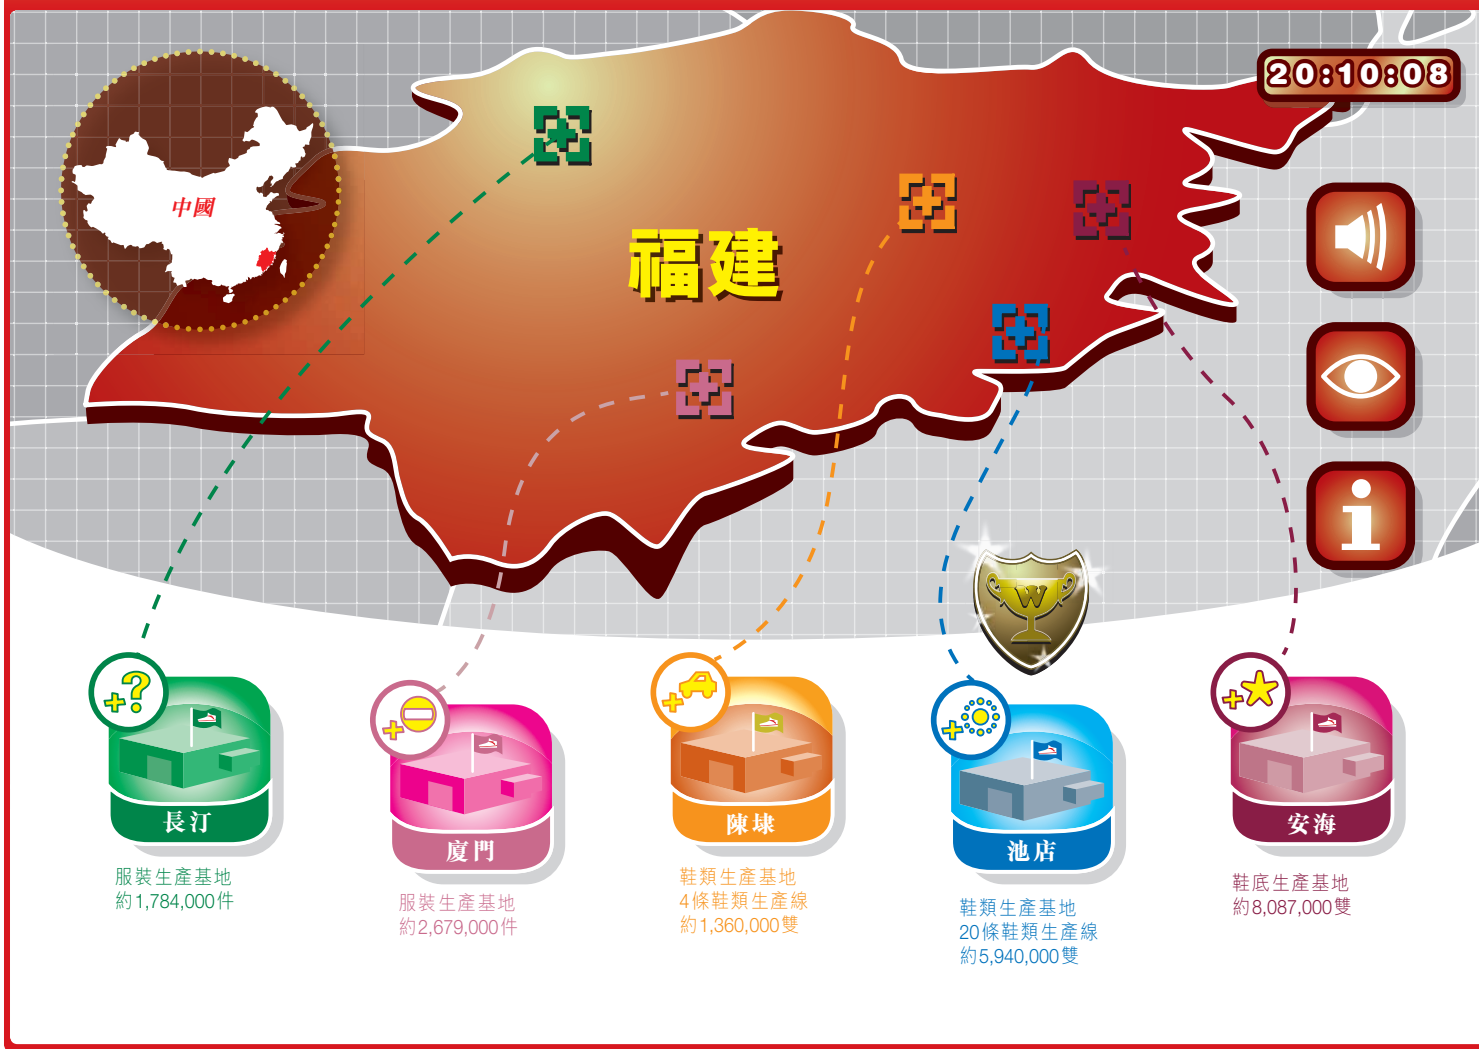 20:10:08
中國
福建
W
長汀
服裝生產基地
約1,784,000件
廈門
服裝生產基地
約2,679,000件
陳埭
鞋類生產基地
4條鞋類生產線
約1,360,000雙
池店
鞋類生產基地
20條鞋類生產線
約5,940,000雙
安海
鞋底生產基地
約8,087,000雙